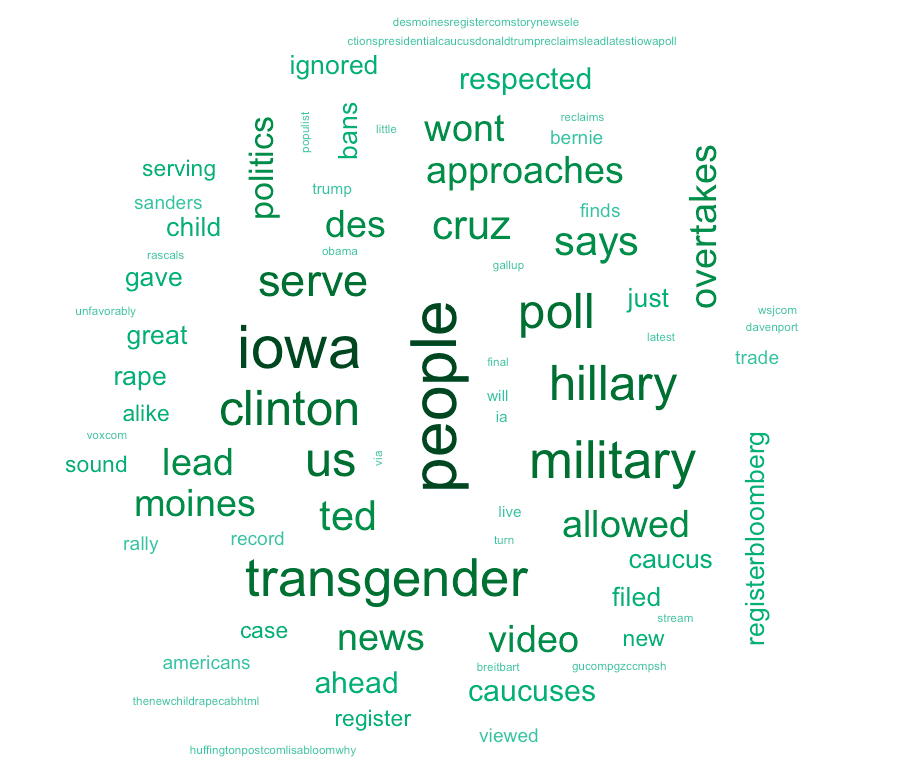 desmoinesregistercomstorynewsele
ctionspresidentialcaucusdonaldtrumpreclaimsleadlatestiowapoll
ignored
respected
politics
populist
bans
little
wont
reclaims
bernie
serving
approaches
overtakes
sanders
trump
child
des
cruz
finds
says
rascals
obama
gallup
gave
serve
just
unfavorably
people
poll
wsjcom
davenport
great
iowa
latest
trade
final
rape
hillary
will
alike
clinton
ia
voxcom
sound
lead
us
via
military
registerbloomberg
moines
ted
live
allowed
rally
record
turn
caucus
transgender
filed
stream
case
news
video
new
americans
breitbart
gucompgzccmpsh
ahead
caucuses
thenewchildrapecabhtml
register
viewed
huffingtonpostcomlisabloomwhy